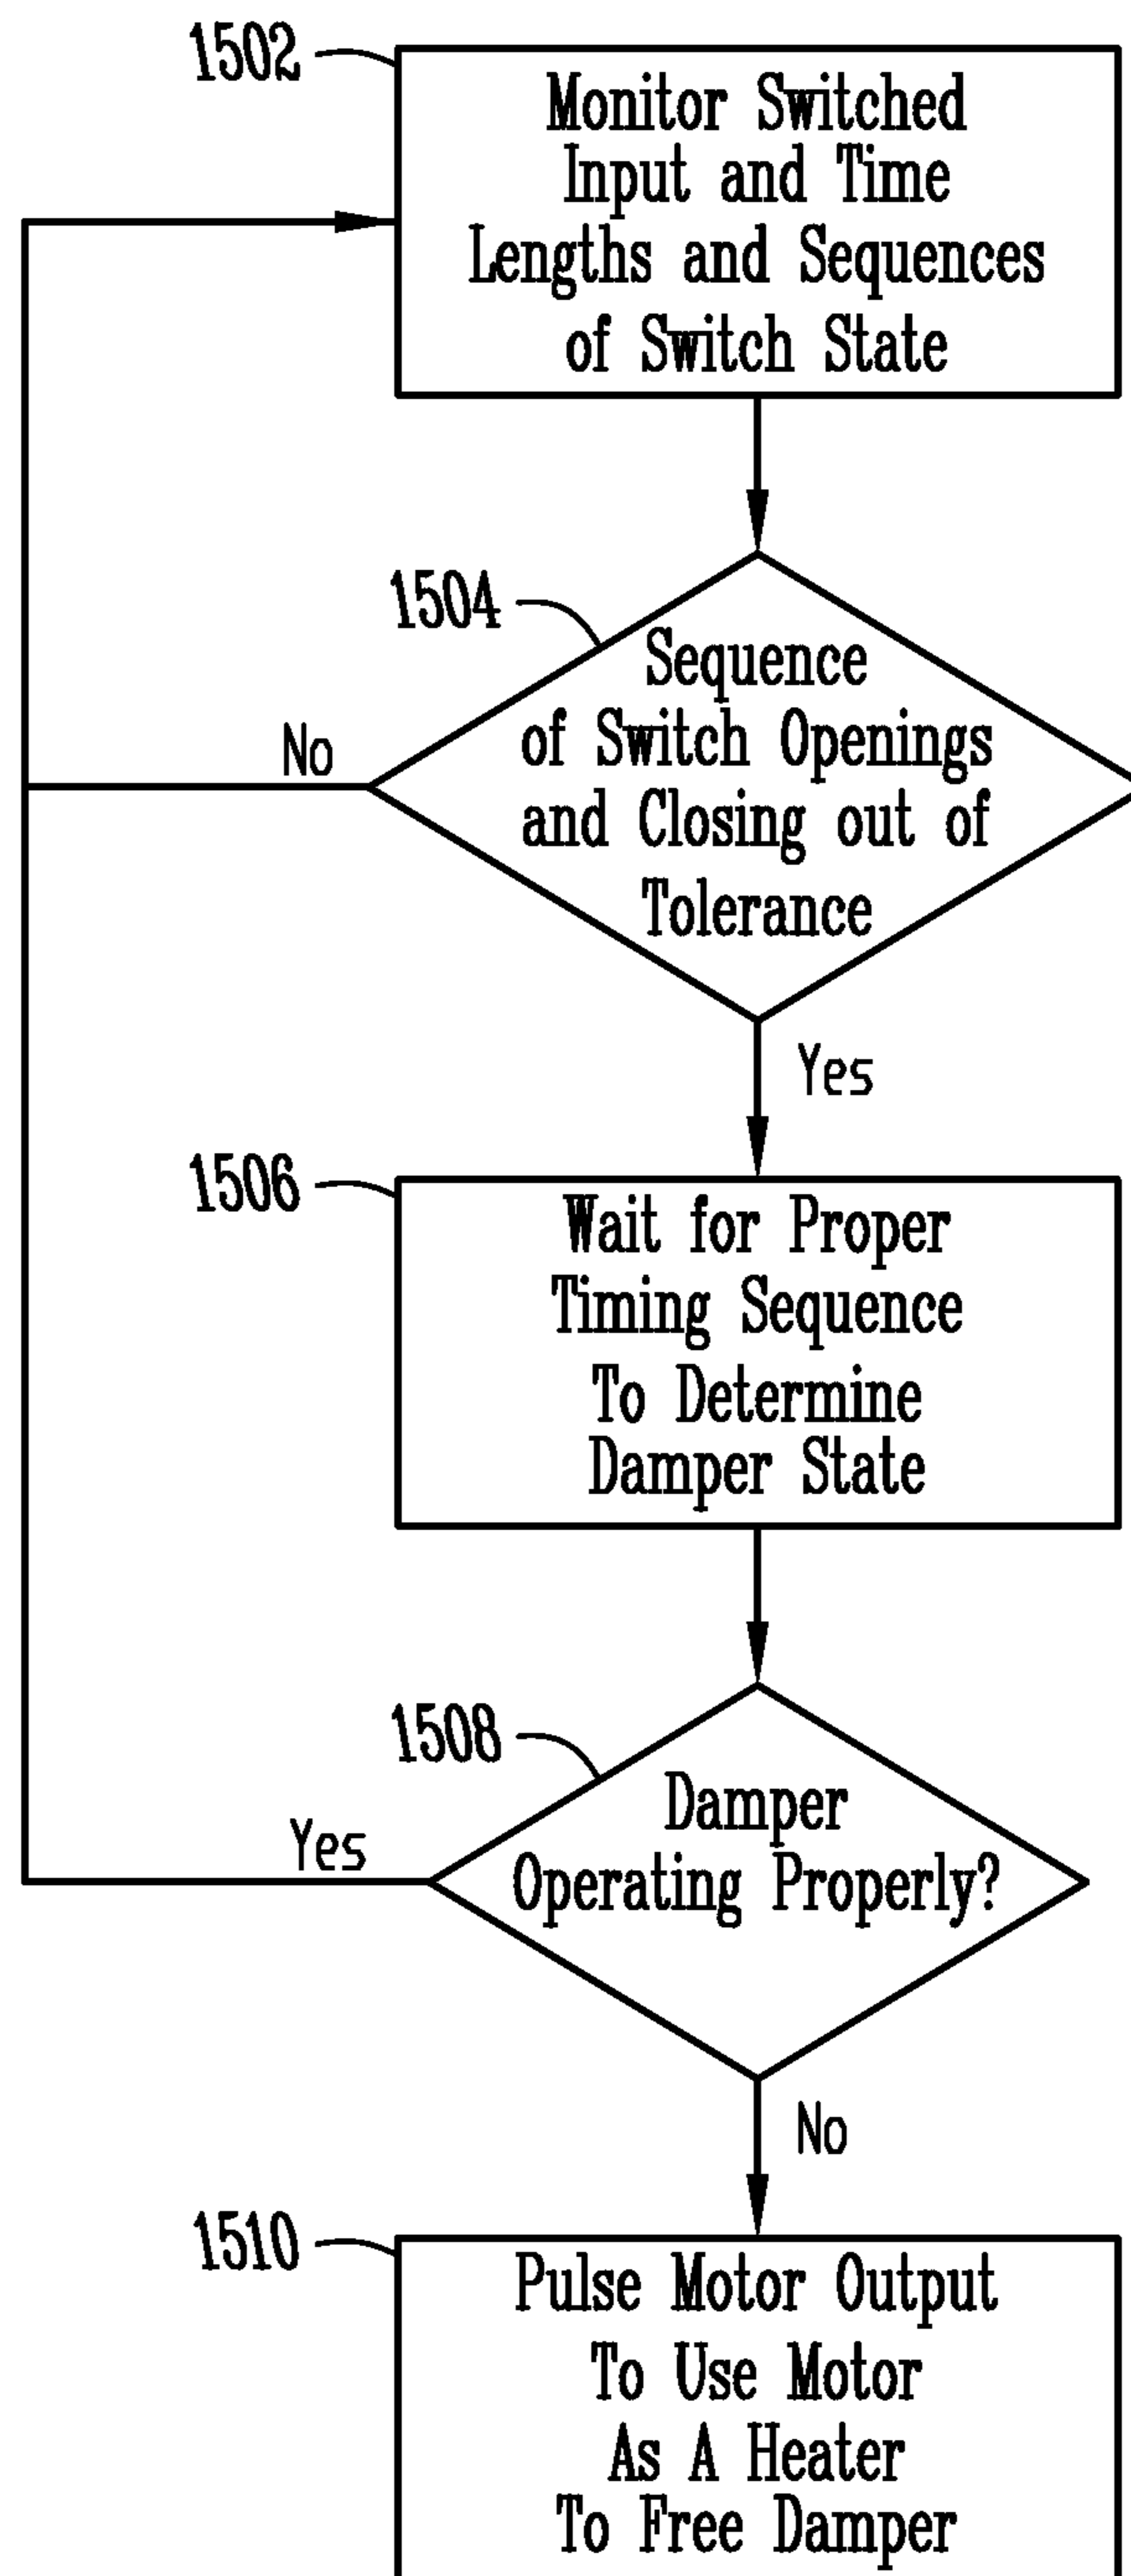 1502
Monitor Switched
Input and Time
Lengths and Sequences
of Switch State
1504
Sequence
of Switch Openings
and Closing out of
Tolerance
No
Yes
1506
Wait for Proper
Timing Sequence
To Determine
Damper State
1508
Damper
Operating Properly?
Yes
No
1510
Pulse Motor Output
To Use Motor
As A Heater
To Free Damper